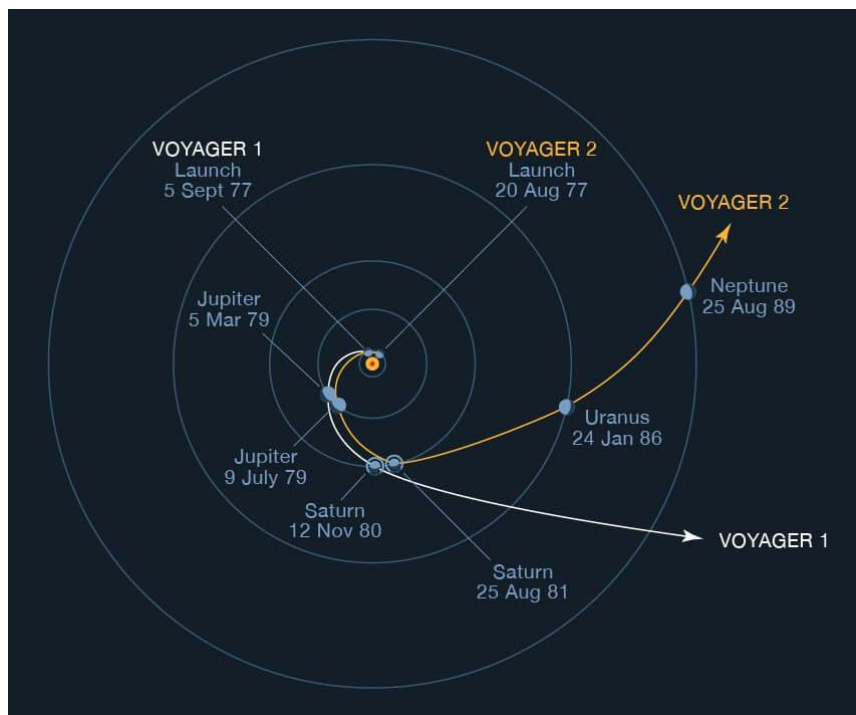 VOYAGER 1
Launch
5 Sept 77
VOYAGER 2
Launch
20 Aug 77
VOYAGER 2
Jupiter
5 Mar 79
Neptune
25 Aug 89
Uranus
24 Jan 86
Jupiter
9 July 79
Saturn
12 Nov 80
VOYAGER 1
Saturn
25 Aug 81